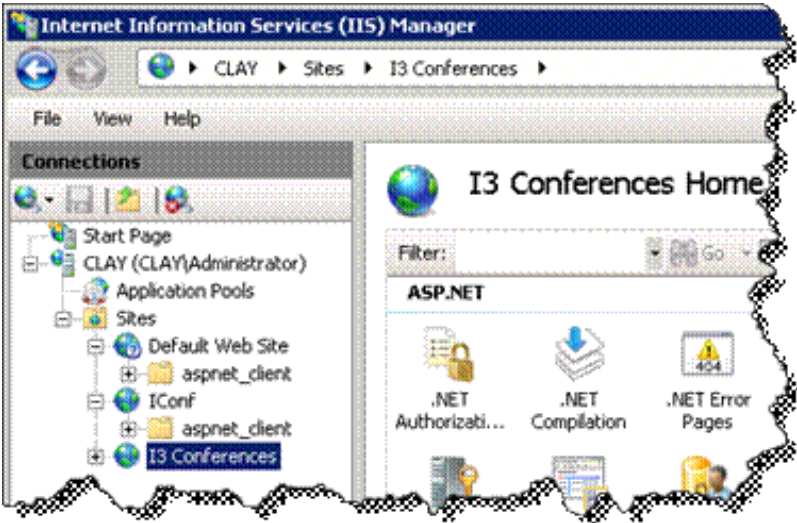 Internet Information Services (IIS) Manager
CLAY Sites I3 Conferences
File View Help
Connections
I3 Conferences Home
Start Page
CLAY (CLAY\Administrator)
Filter: Go
Application Pools
ASP.NET
Sites
Default Web Site
aspnet_client
IConf
aspnet_client
I3 Conferences
404
.NET
Authorizati...
.NET
Compilation
.NET Error
Pages